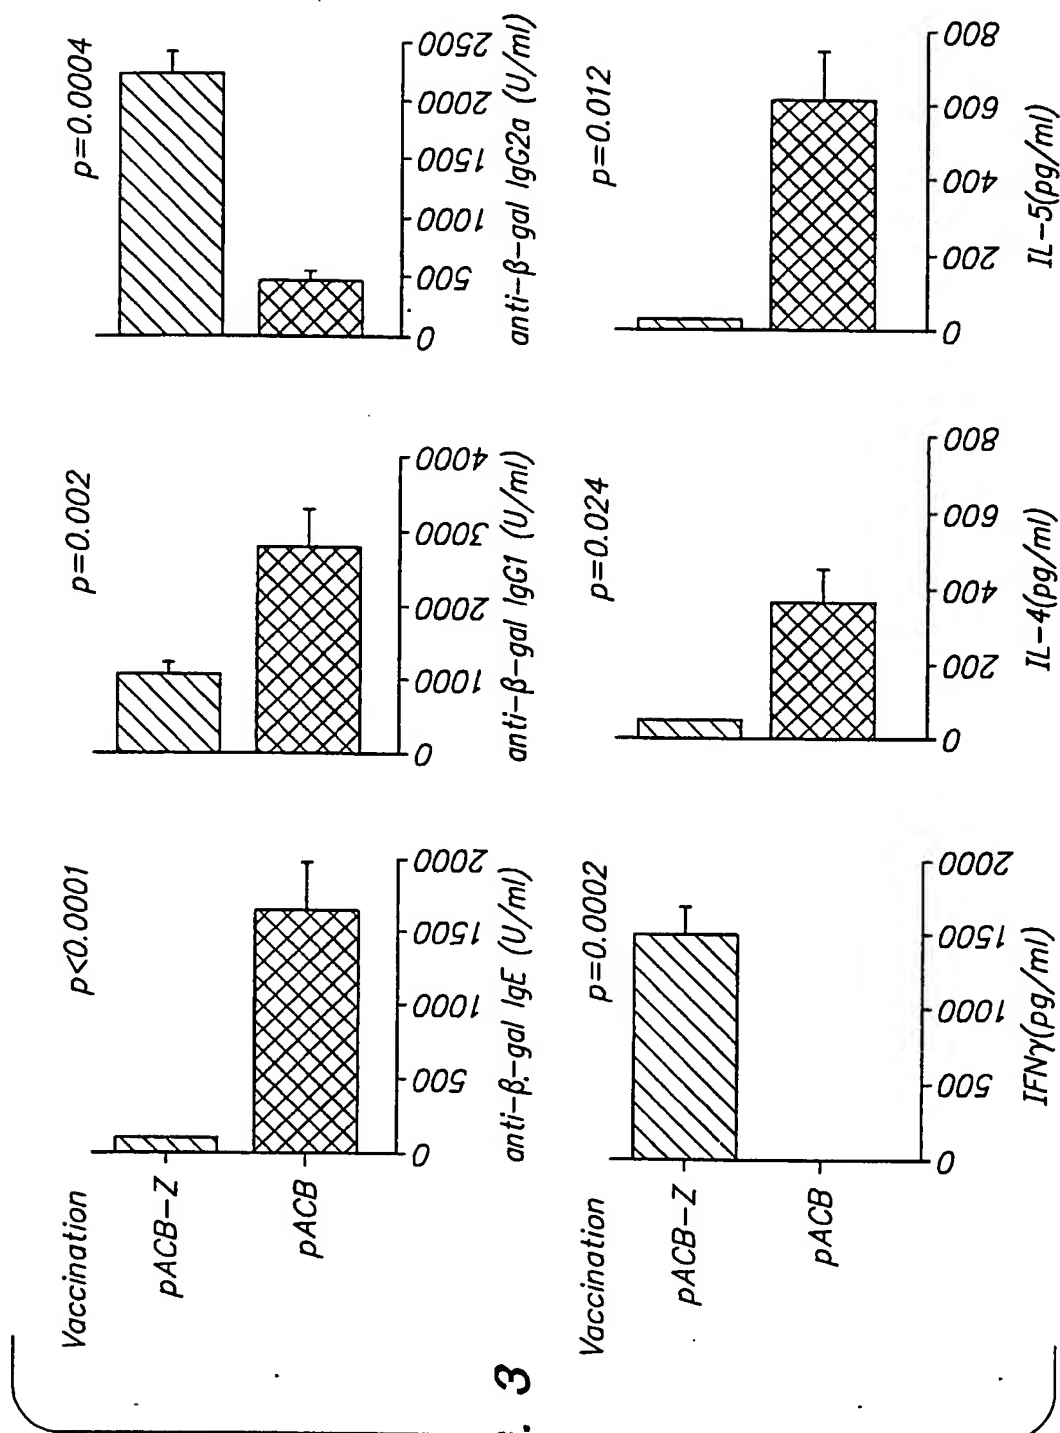 Vaccination
p<0.0001
pACB-Z
pACB
0 500 1000 1500 2000
anti-β-gal IgE (U/ml)
p=0.002
0 1000 2000 3000 4000
anti-β-gal IgG1 (U/ml)
p=0.0004
0 500 1000 1500 2000 2500
anti-β-gal IgG2a (U/ml)
Vaccination
p=0.0002
pACB-Z
pACB
0 500 1000 1500 2000
IFNγ(pg/ml)
p=0.024
0 200 400 600 800
IL-4(pg/ml)
p=0.012
0 200 400 600 800
IL-5(pg/ml)
3